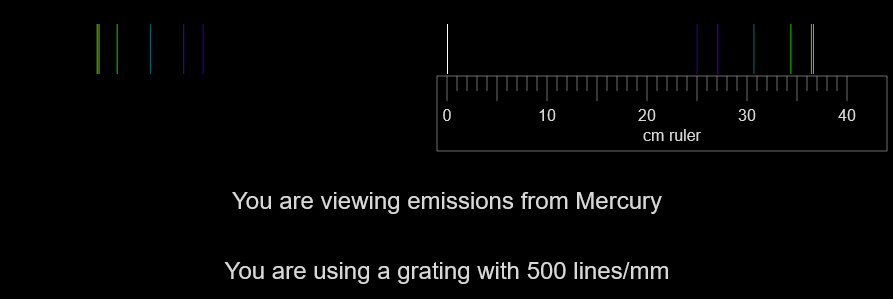 0 10 20 30 40
cm ruler
You are viewing emissions from Mercury
You are using a grating with 500 lines/mm